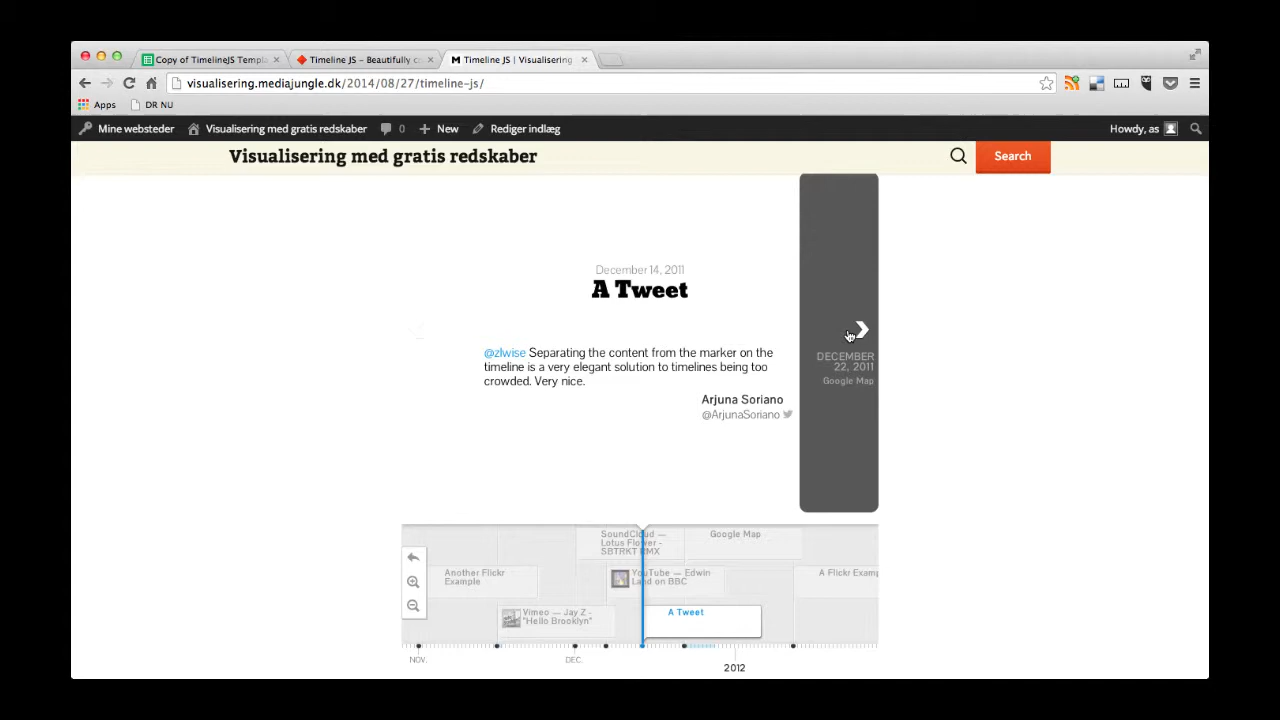 Copy of TimelineJS Templ
Timeline JS - Beautifully c
Timeline JS | Visualisering
visualisering.mediajungle.dk/2014/08/27/timeline-js/
Apps
DR NU
Mine websteder
Visualisering med gratis redskaber
0
New
Rediger indlæg
Howdy, as
Visualisering med gratis redskaber
Search
December 14, 2011
A Tweet
@zlwise Separating the content from the marker on the
timeline is a very elegant solution to timelines being too
crowded. Very nice.
Arjuna Soriano
@ArjunaSoriano
DECEMBER
22, 2011
Google Map
SoundCloud —
Lotus Flower -
SBTRKT RMX
Google Map
Another Flickr
Example
YouTube — Edwin
Land on BBC
A Flickr Examp
Vimeo — Jay Z -
"Hello Brooklyn"
A Tweet
NOV.
DEC.
2012